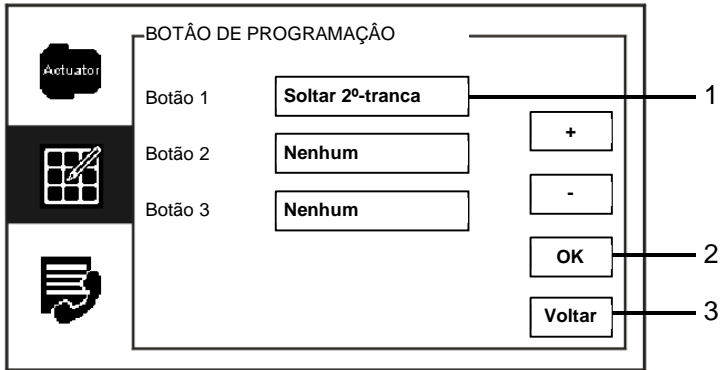 BOTÂO DE PROGRAMAÇÂO
Actuator
Botão 1
Soltar 2º-tranca
1
+
Botão 2
Nenhum
-
Botão 3
Nenhum
OK
2
Voltar
3